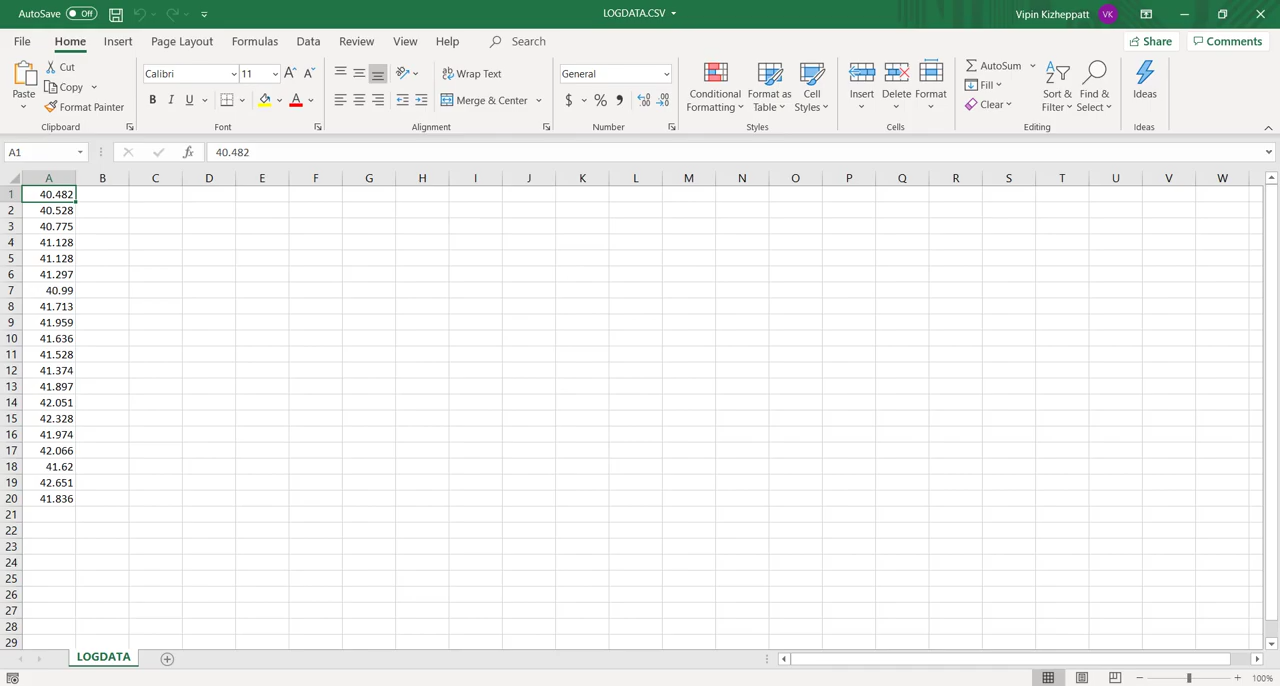 AutoSave Off LOGDATA.CSV Vipin Kizheppatt VK
File Home Insert Page Layout Formulas Data Review View Help Search Share Comments
Paste Cut Copy Format Painter
Calibri 11 B I U A
Wrap Text Merge & Center
General $ % 9
Conditional Formatting Format as Table Cell Styles
Insert Delete Format
AutoSum Fill Clear Sort & Filter Find & Select
Ideas
Clipboard Font Alignment Number Styles Cells Editing Ideas
A1 fx 40.482
A B C D E F G H I J K L M N O P Q R S T U V W
1 40.482
2 40.528
3 40.775
4 41.128
5 41.128
6 41.297
7 40.99
8 41.713
9 41.959
10 41.636
11 41.528
12 41.374
13 41.897
14 42.051
15 42.328
16 41.974
17 42.066
18 41.62
19 42.651
20 41.836
21
22
23
24
25
26
27
28
29
LOGDATA
100%